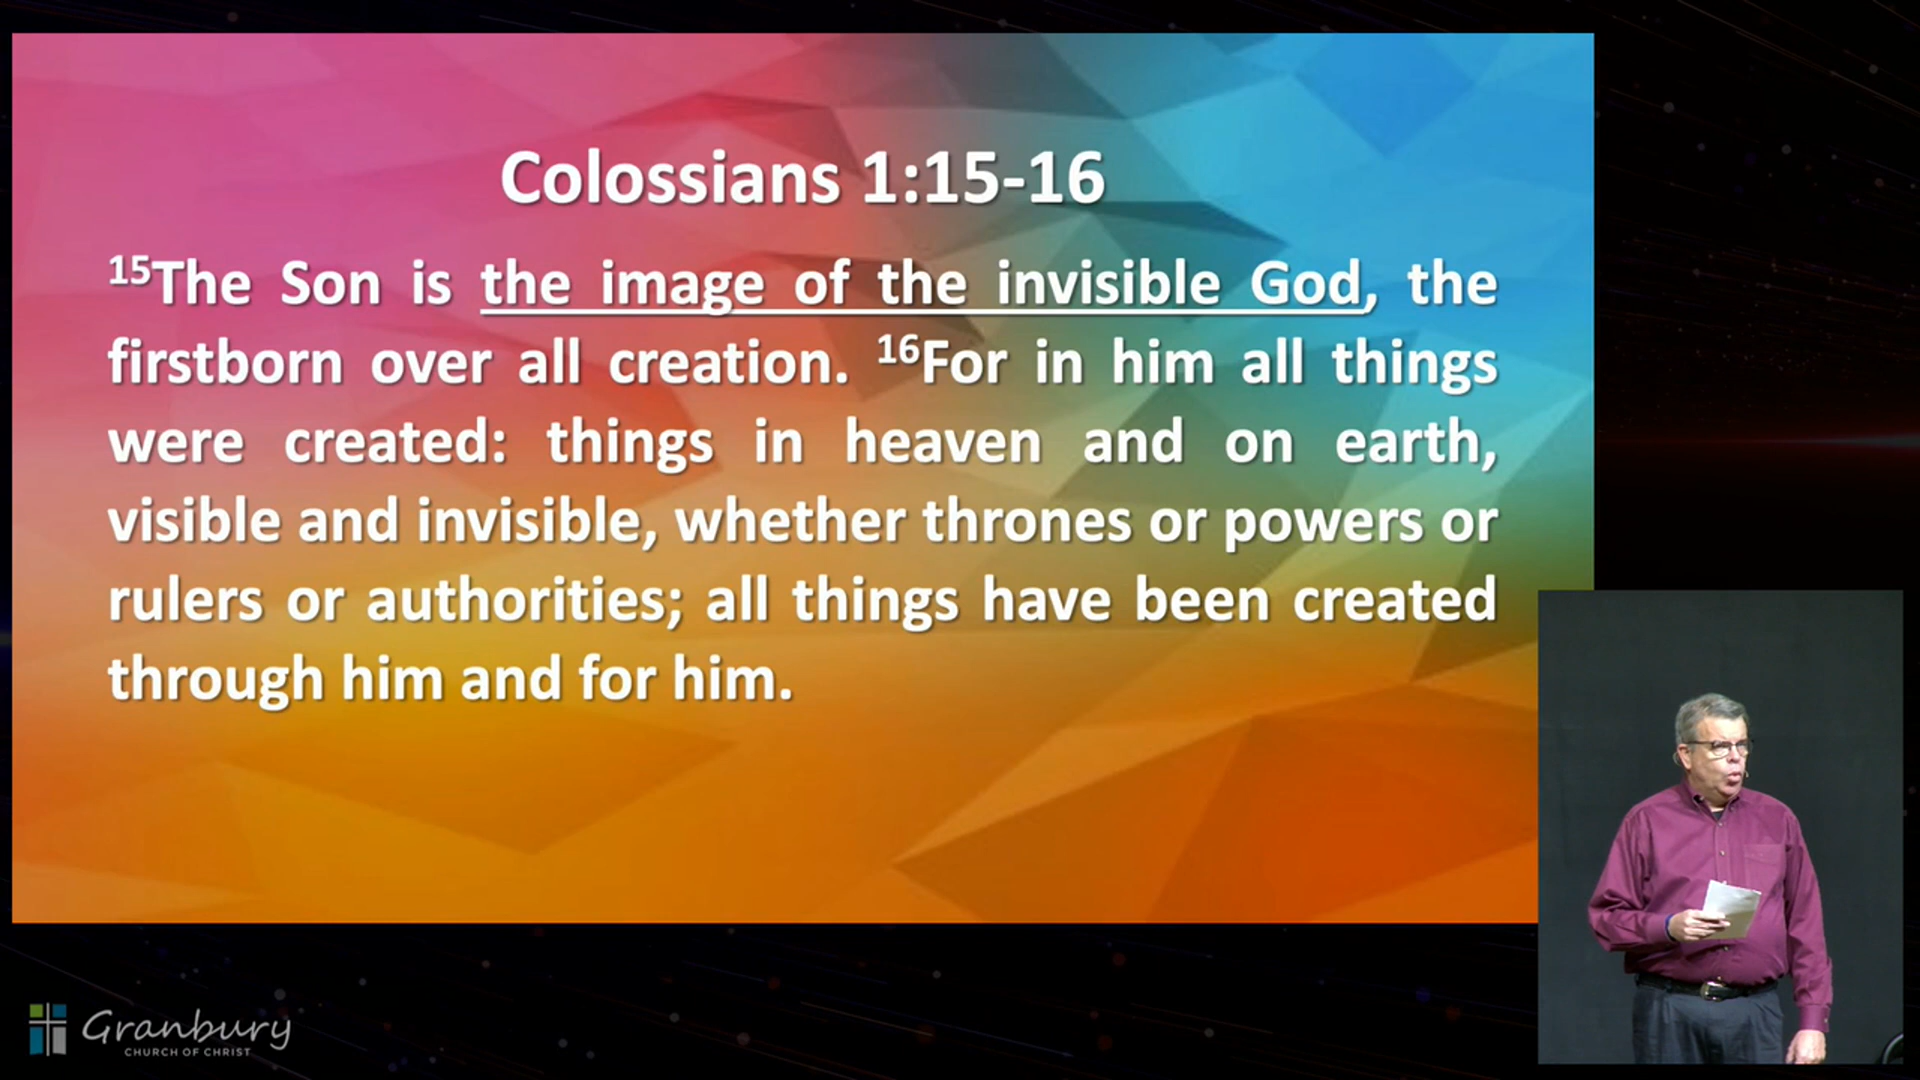 Colossians 1:15-16
15The Son is the image of the invisible God, the
firstborn over all creation. 16For in him all things
were created: things in heaven and on earth,
visible and invisible, whether thrones or powers or
rulers or authorities; all things have been created
through him and for him.
Granbury
CHURCH OF CHRIST